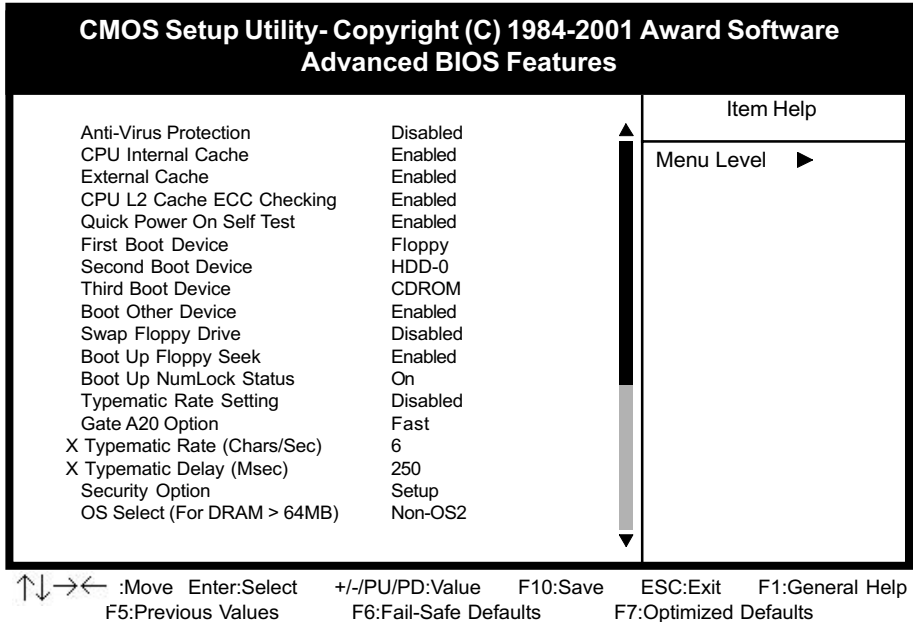 CMOS Setup Utility- Copyright (C) 1984-2001 Award Software
Advanced BIOS Features
Item Help
Menu Level ►
Anti-Virus Protection Disabled
CPU Internal Cache Enabled
External Cache Enabled
CPU L2 Cache ECC Checking Enabled
Quick Power On Self Test Enabled
First Boot Device Floppy
Second Boot Device HDD-0
Third Boot Device CDROM
Boot Other Device Enabled
Swap Floppy Drive Disabled
Boot Up Floppy Seek Enabled
Boot Up NumLock Status On
Typematic Rate Setting Disabled
Gate A20 Option Fast
X Typematic Rate (Chars/Sec) 6
X Typematic Delay (Msec) 250
Security Option Setup
OS Select (For DRAM > 64MB) Non-OS2
↑↓→← :Move Enter:Select +/-/PU/PD:Value F10:Save ESC:Exit F1:General Help
F5:Previous Values F6:Fail-Safe Defaults F7:Optimized Defaults